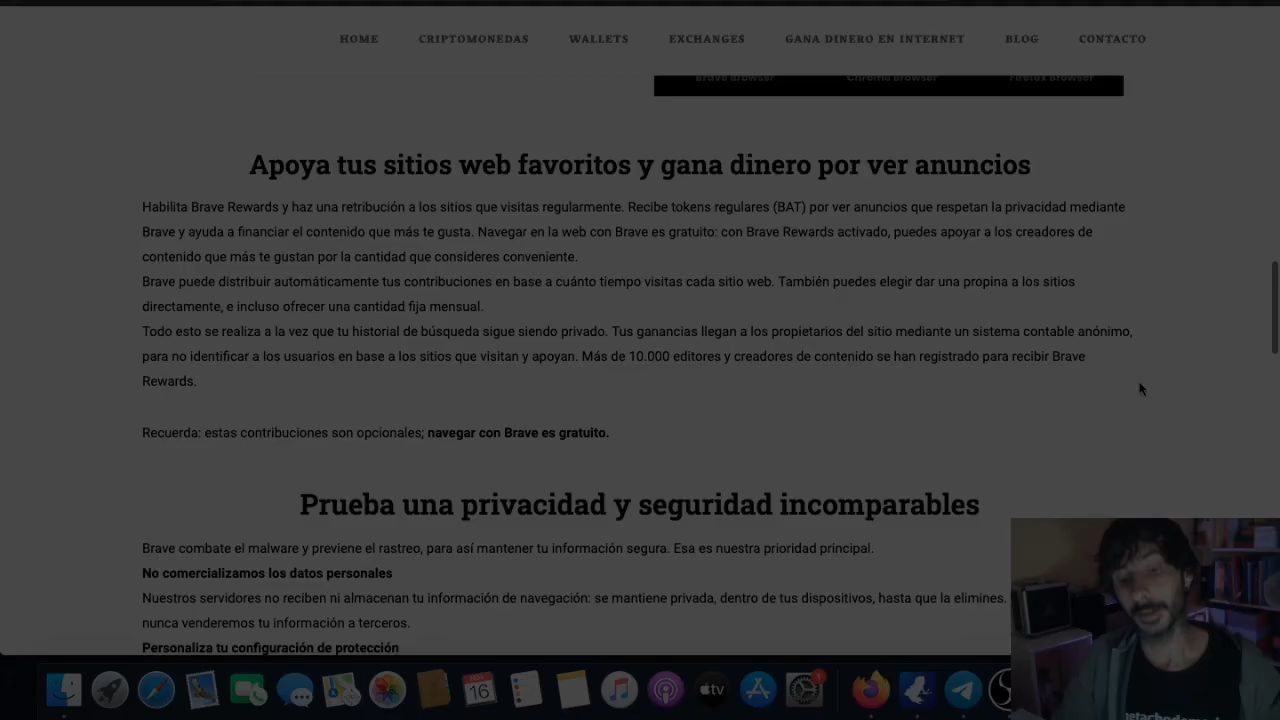 HOME CRIPTOMONEDAS WALLETS EXCHANGES GANA DINERO EN INTERNET BLOG CONTACTO
Brave Browser Chrome Browser Firefox Browser
Apoya tus sitios web favoritos y gana dinero por ver anuncios
Habilita Brave Rewards y haz una retribución a los sitios que visitas regularmente. Recibe tokens regulares (BAT) por ver anuncios que respetan la privacidad mediante
Brave y ayuda a financiar el contenido que más te gusta. Navegar en la web con Brave es gratuito: con Brave Rewards activado, puedes apoyar a los creadores de
contenido que más te gustan por la cantidad que consideres conveniente.
Brave puede distribuir automáticamente tus contribuciones en base a cuánto tiempo visitas cada sitio web. También puedes elegir dar una propina a los sitios
directamente, e incluso ofrecer una cantidad fija mensual.
Todo esto se realiza a la vez que tu historial de búsqueda sigue siendo privado. Tus ganancias llegan a los propietarios del sitio mediante un sistema contable anónimo,
para no identificar a los usuarios en base a los sitios que visitan y apoyan. Más de 10.000 editores y creadores de contenido se han registrado para recibir Brave
Rewards.
Recuerda: estas contribuciones son opcionales; navegar con Brave es gratuito.
Prueba una privacidad y seguridad incomparables
Brave combate el malware y previene el rastreo, para así mantener tu información segura. Esa es nuestra prioridad principal.
No comercializamos los datos personales
Nuestros servidores no reciben ni almacenan tu información de navegación: se mantiene privada, dentro de tus dispositivos, hasta que la elimines.
nunca venderemos tu información a terceros.
Personaliza tu configuración de protección
NOV
16
tv
1